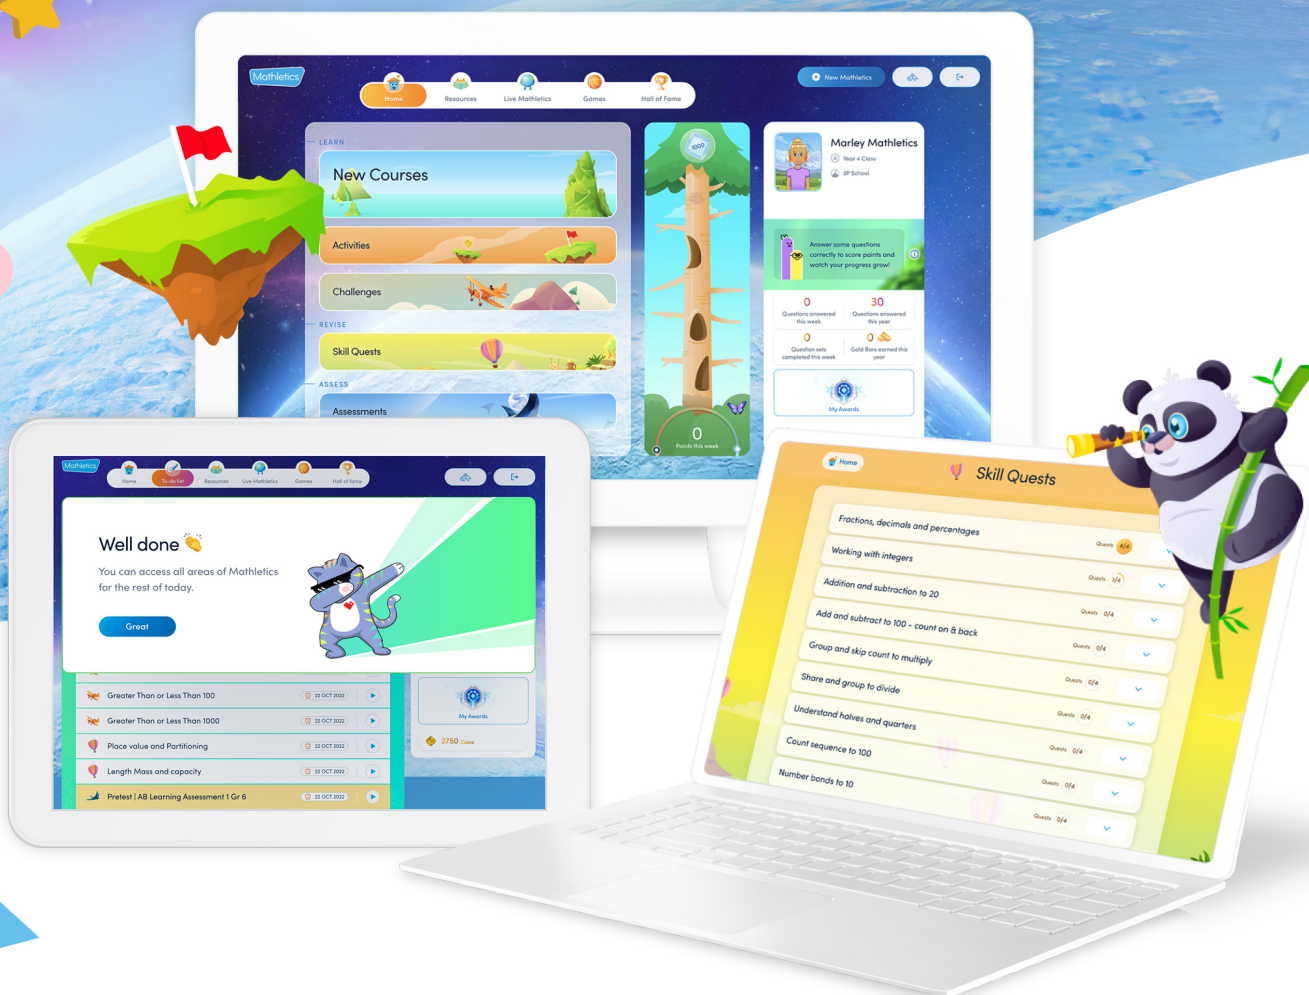 Mathletics
Home
Resources
Live Mathletics
Games
Hall of Fame
New Mathletics
LEARN
New Courses
Activities
Challenges
REVISE
Skill Quests
ASSESS
Assessments
1000
0
Points this week
Marley Mathletics
Year 4 Class
3P School
Answer some questions
correctly to score points and
watch your progress grow!
0
Questions answered
this week
30
Questions answered
this year
0
Question sets
completed this week
0
Gold Bars earned this
year
My Awards
Mathletics
Home
To-do list
Resources
Live Mathletics
Games
Hall of fame
Well done
You can access all areas of Mathletics
for the rest of today.
Great
Greater Than or Less Than 100
22 OCT 2022
Greater Than or Less Than 1000
22 OCT 2022
Place value and Partitioning
22 OCT 2022
Length Mass and capacity
22 OCT 2022
Pretest | AB Learning Assessment 1 Gr 6
22 OCT 2022
My Awards
2750 Coins
Home
Skill Quests
Fractions, decimals and percentages
Quests 4/4
Working with integers
Quests 1/4
Addition and subtraction to 20
Quests 0/4
Add and subtract to 100 - count on & back
Quests 0/4
Group and skip count to multiply
Quests 0/4
Share and group to divide
Quests 0/4
Understand halves and quarters
Quests 0/4
Count sequence to 100
Quests 0/4
Number bonds to 10
Quests 0/4